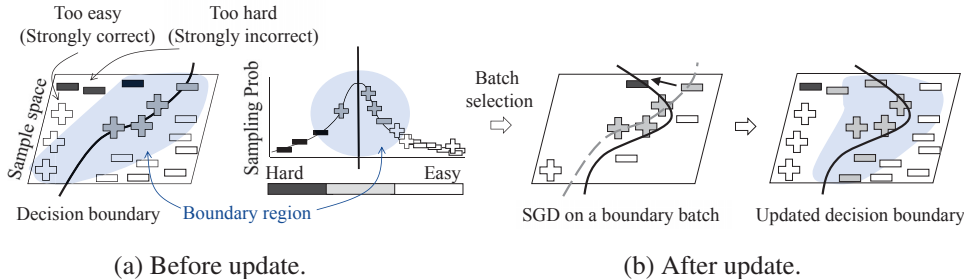 Too easy
(Strongly correct)
Too hard
(Strongly incorrect)
Sample space
Decision boundary
Boundary region
Sampling Prob
Hard
Easy
Batch
selection
SGD on a boundary batch
Updated decision boundary
(a) Before update.
(b) After update.